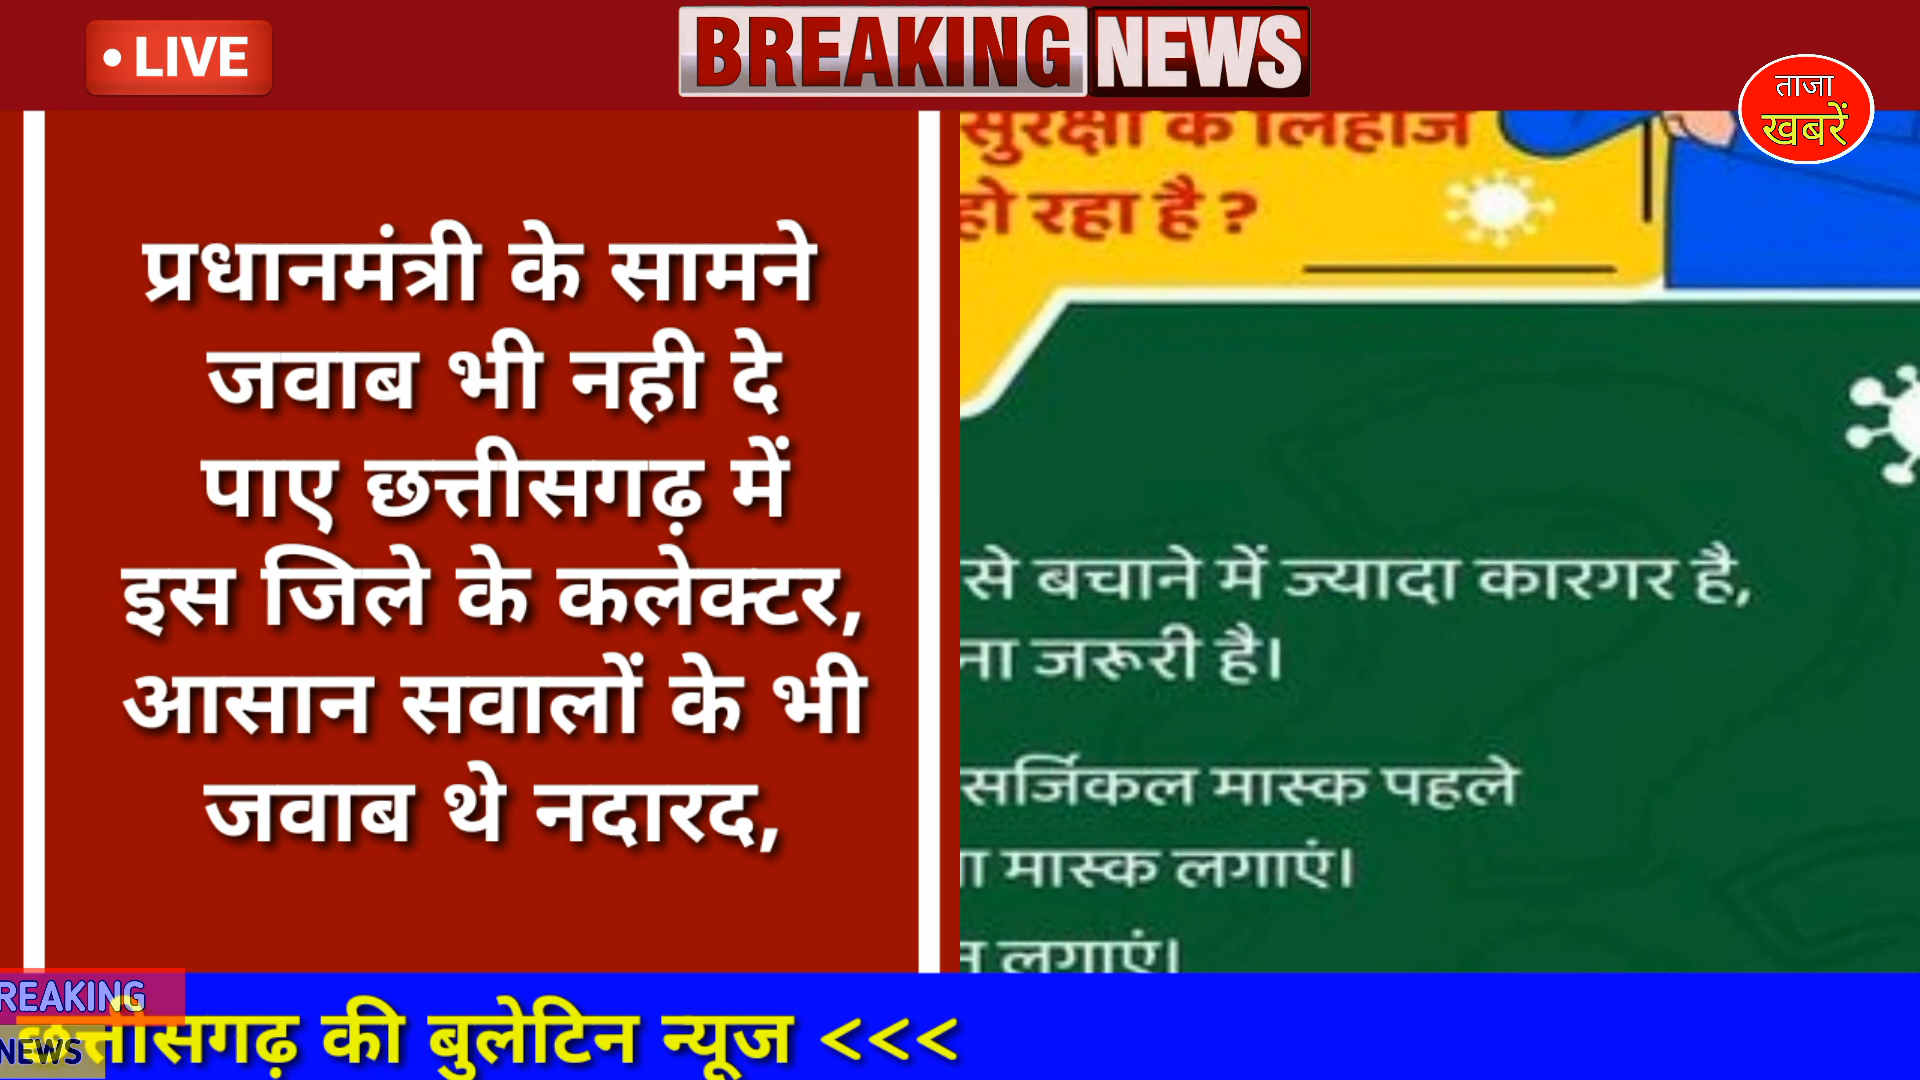 LIVE
BREAKING NEWS
ताजा
खबरें
प्रधानमंत्री के सामने
जवाब भी नही दे
पाए छत्तीसगढ़ में
इस जिले के कलेक्टर,
आसान सवालों के भी
जवाब थे नदारद,
सुरक्षा के लिहाज
हो रहा है ?
से बचाने में ज्यादा कारगर है,
ना जरूरी है।
सर्जिकल मास्क पहले
मास्क लगाएं।
लगाएं।
REAKING
NEWS
छत्तीसगढ़ की बुलेटिन न्यूज <<<